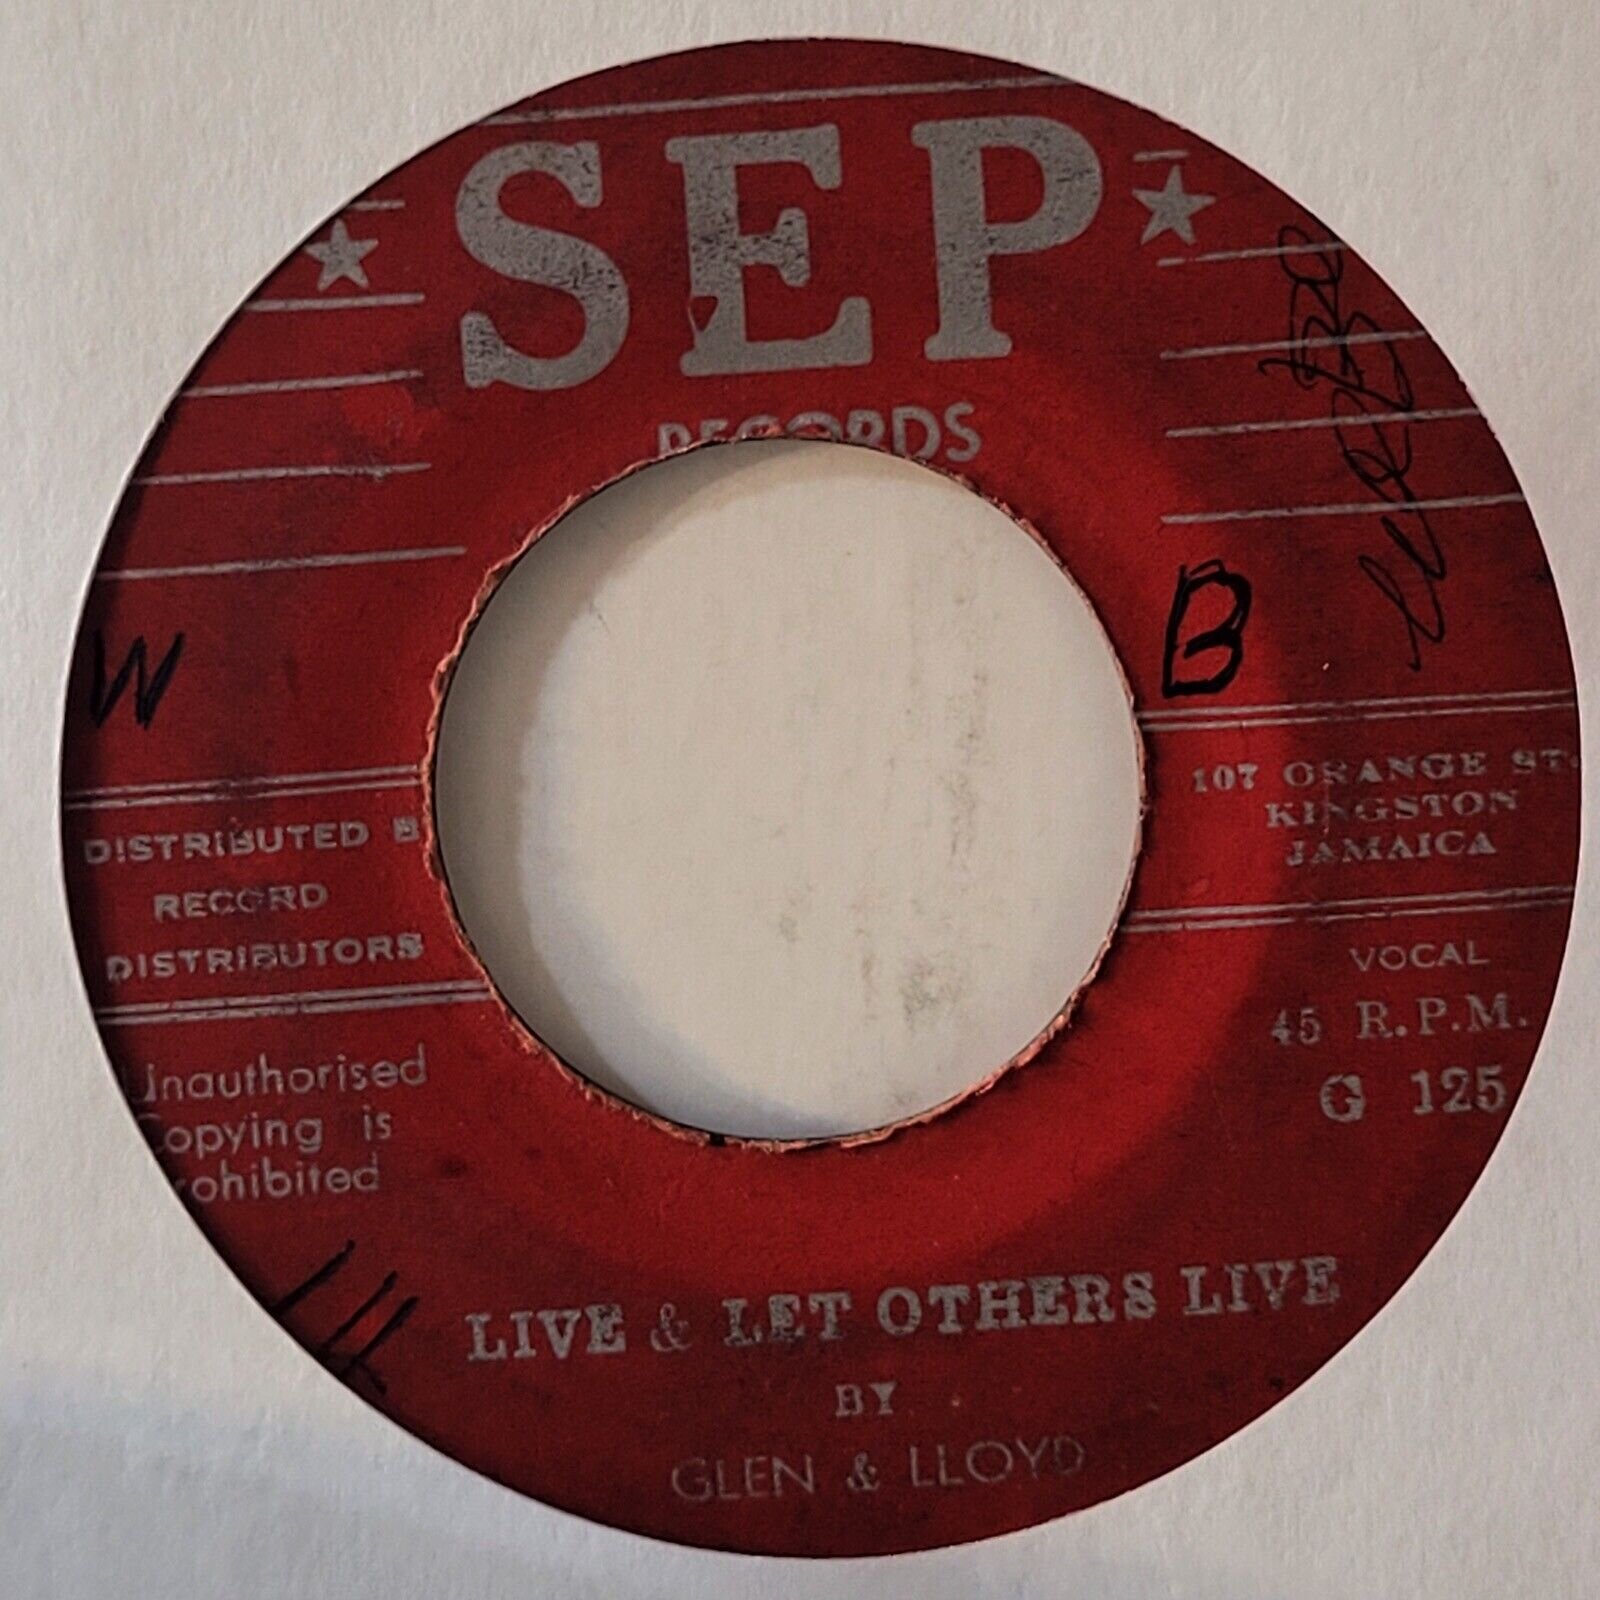 SEP
RECORDS
B
W
DISTRIBUTED B
RECORD
DISTRIBUTORS
107 ORANGE ST.
KINGSTON
JAMAICA
Unauthorised
Copying is
rohibited
VOCAL
45 R.P.M.
G 125
LIVE & LET OTHERS LIVE
BY
GLEN & LLOYD